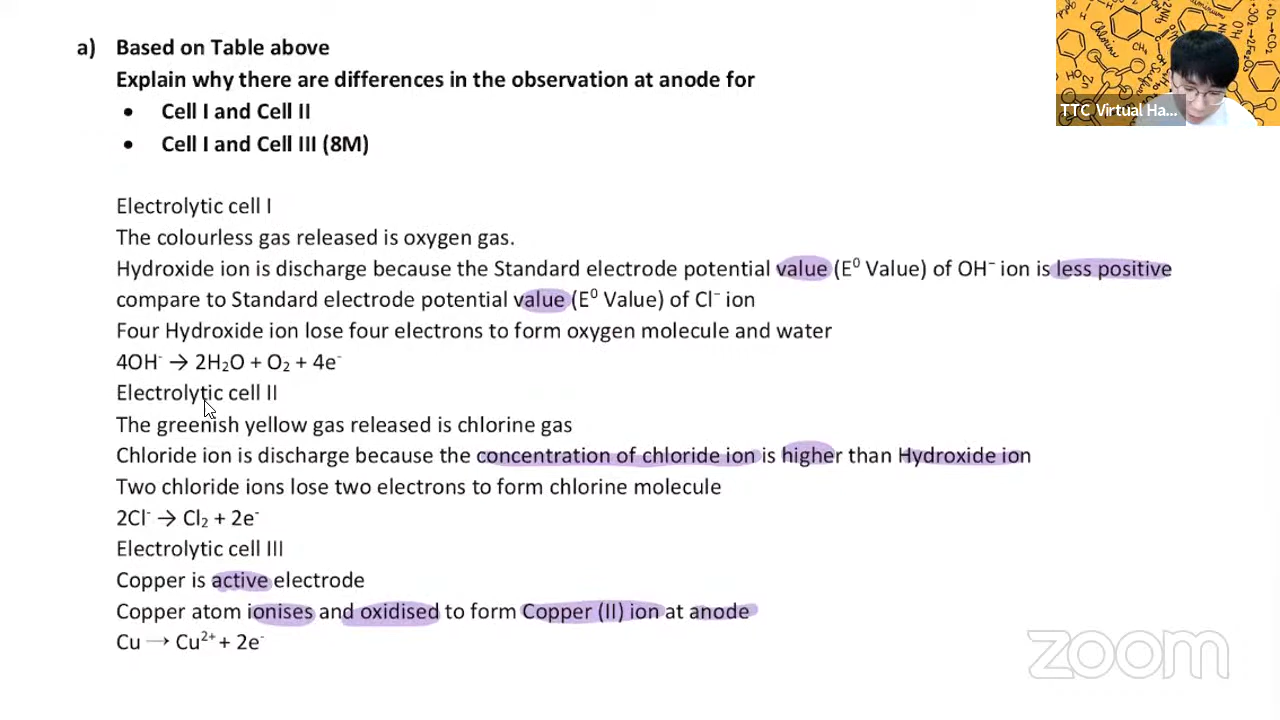 a) Based on Table above
Explain why there are differences in the observation at anode for
• Cell I and Cell II
• Cell I and Cell III (8M)
Electrolytic cell I
The colourless gas released is oxygen gas.
Hydroxide ion is discharge because the Standard electrode potential value (E⁰ Value) of OH⁻ ion is less positive
compare to Standard electrode potential value (E⁰ Value) of Cl⁻ ion
Four Hydroxide ion lose four electrons to form oxygen molecule and water
4OH⁻ → 2H₂O + O₂ + 4e⁻
Electrolytic cell II
The greenish yellow gas released is chlorine gas
Chloride ion is discharge because the concentration of chloride ion is higher than Hydroxide ion
Two chloride ions lose two electrons to form chlorine molecule
2Cl⁻ → Cl₂ + 2e⁻
Electrolytic cell III
Copper is active electrode
Copper atom ionises and oxidised to form Copper (II) ion at anode
Cu → Cu²⁺ + 2e⁻
TTC Virtual Ha...
Chlorine
zoom